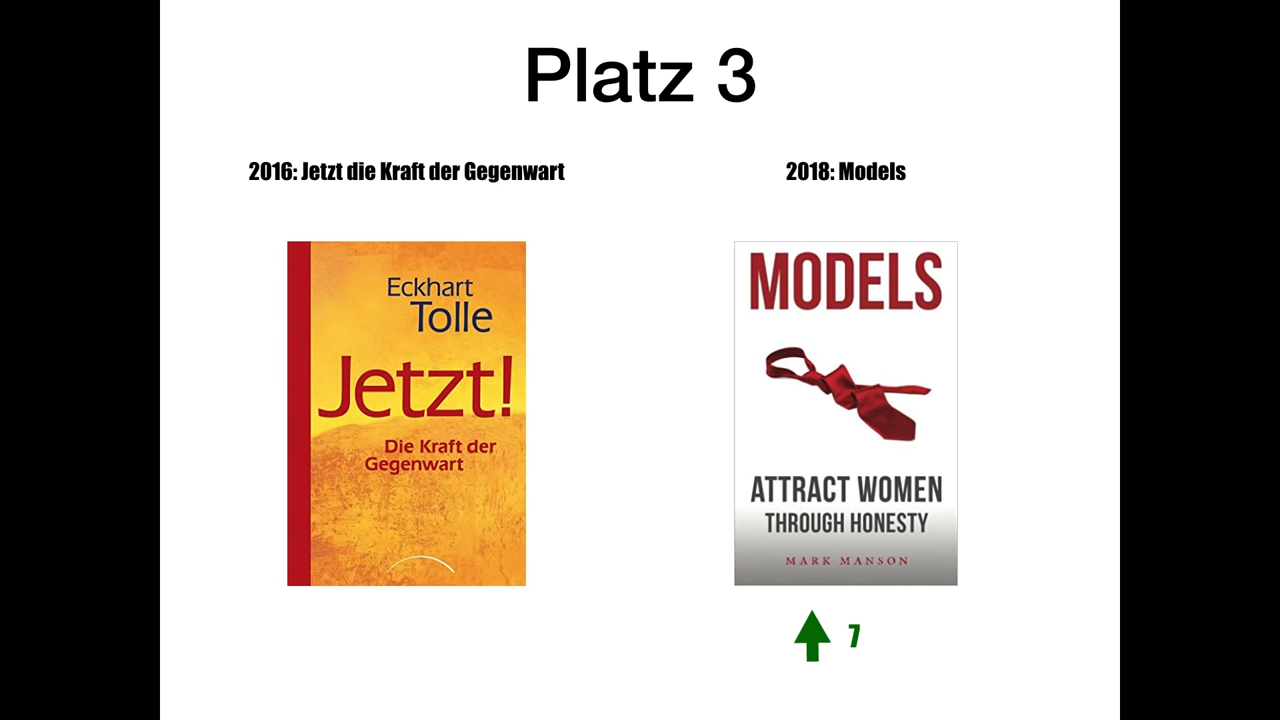 Platz 3
2016: Jetzt die Kraft der Gegenwart
2018: Models
Eckhart
Tolle
Jetzt!
Die Kraft der
Gegenwart
MODELS
ATTRACT WOMEN
THROUGH HONESTY
MARK MANSON
7